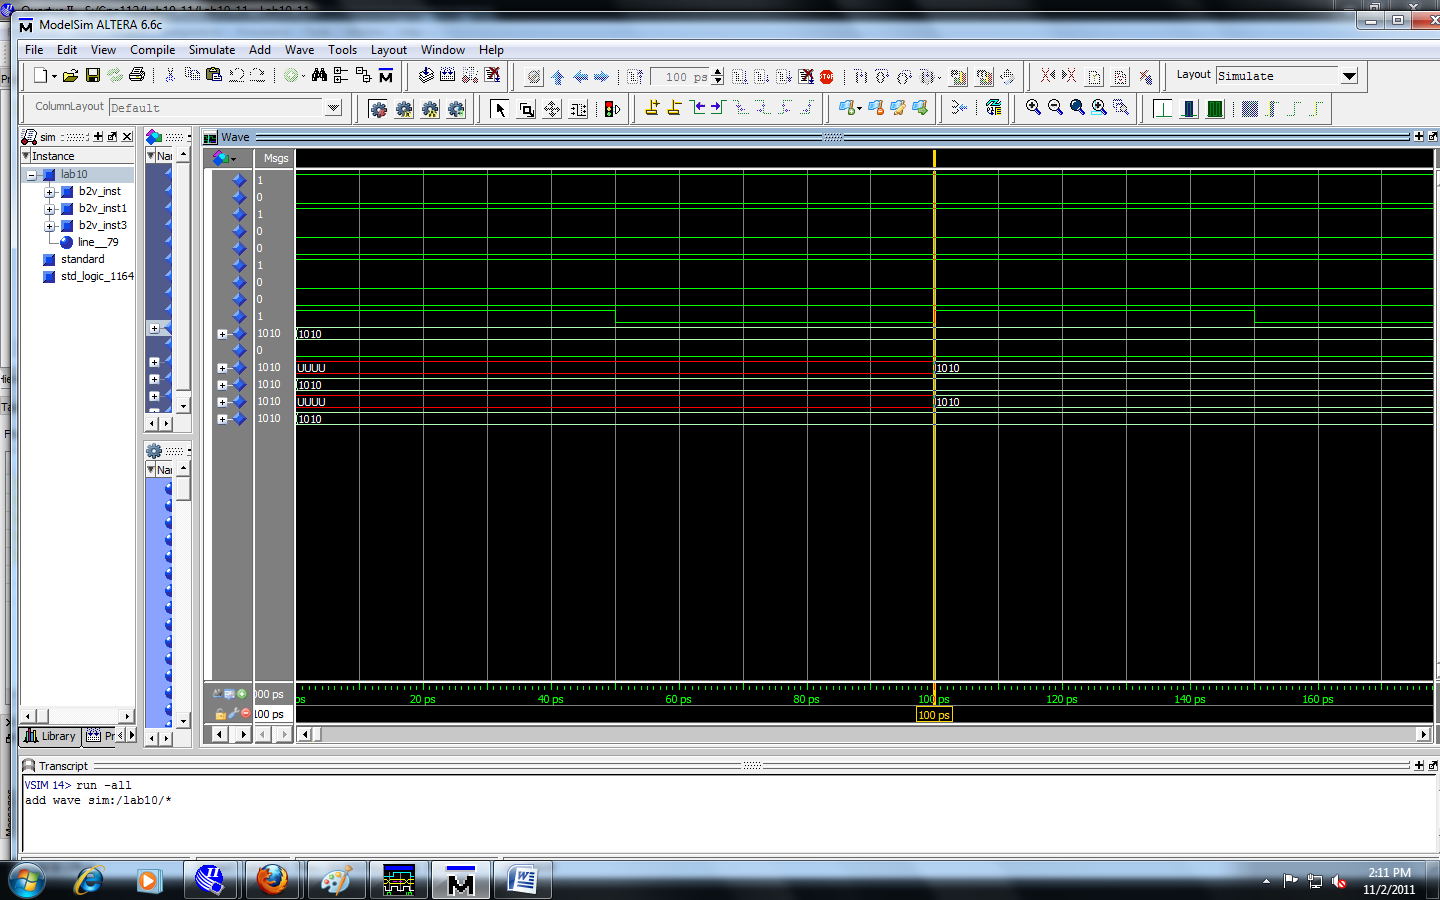 ModelSim ALTERA 6.6c
File Edit View Compile Simulate Add Wave Tools Layout Window Help
100 ps
Layout Simulate
ColumnLayout Default
sim
Wave
Instance
Msgs
lab10
b2v_inst
b2v_inst1
b2v_inst3
line__79
standard
std_logic_1164
1
0
1
0
0
1
0
0
1
1010 1010
0
1010 UUUU 1010
1010 1010
1010 UUUU 1010
1010 1010
000 ps
ps 20 ps 40 ps 60 ps 80 ps 100 ps 120 ps 140 ps 160 ps
100 ps
100 ps
Library
Transcript
VSIM 14> run -all
add wave sim:/lab10/*
2:11 PM
11/2/2011